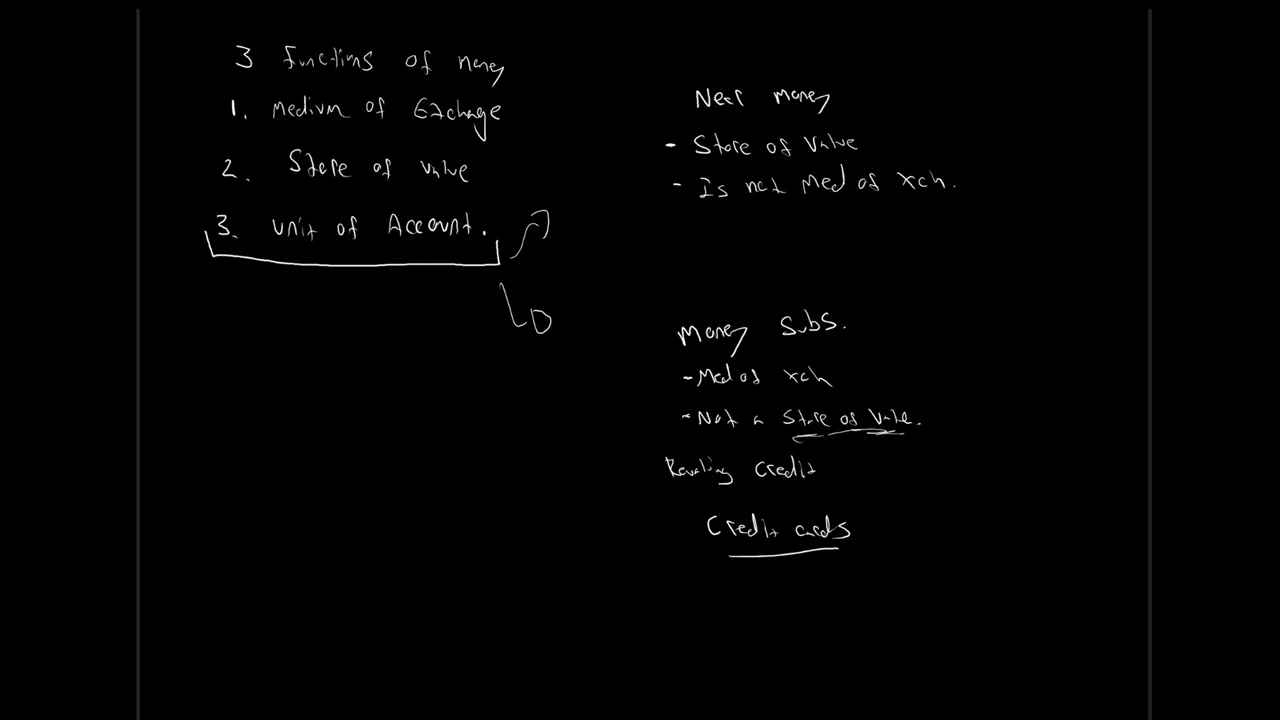 3 Functions of money
1. Medium of Exchange
2. Store of value
3. Unit of Account.
Near money
- Store of Value
- Is not Med of xch.
Money Subs.
- Med of xch
- Not a Store of Value.
Revolving Credit
Credit cards